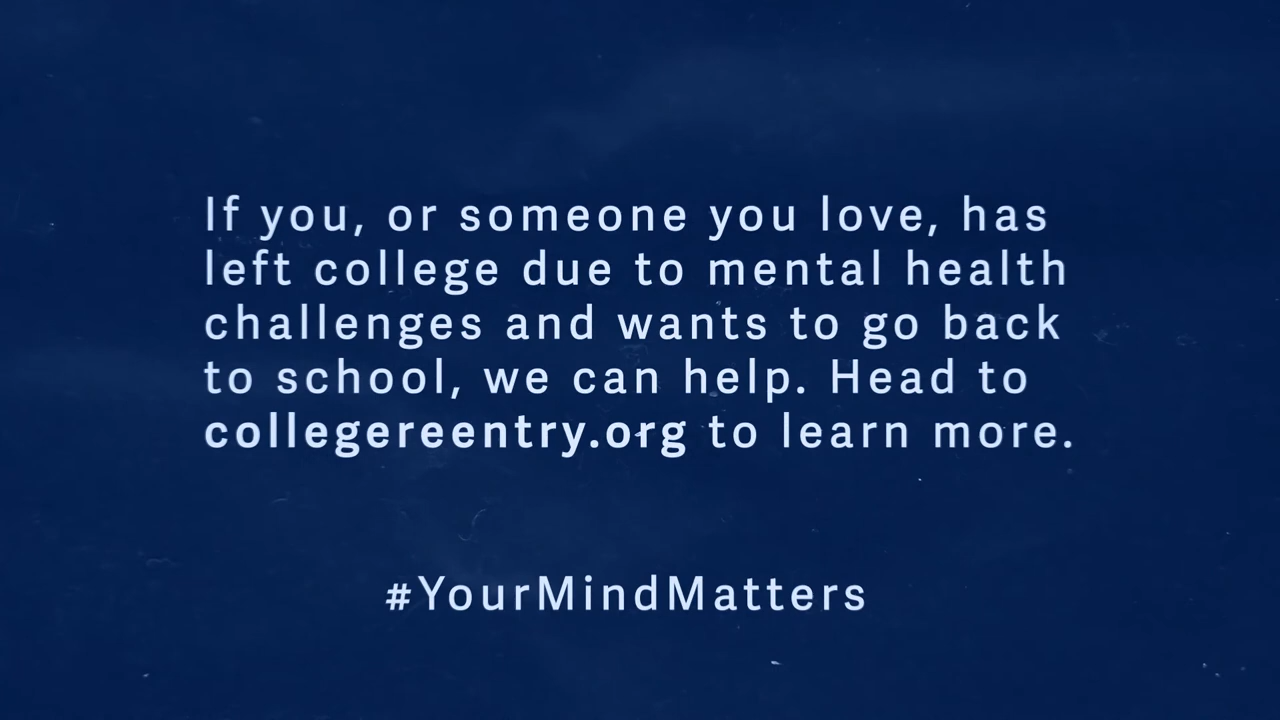 If you, or someone you love, has
left college due to mental health
challenges and wants to go back
to school, we can help. Head to
collegereentry.org to learn more.
#YourMindMatters